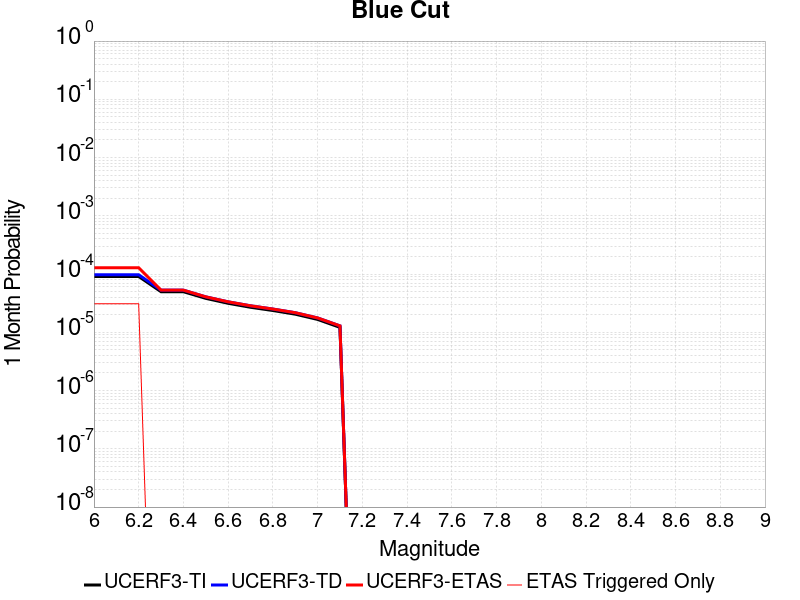 Blue Cut
10 0
10 -1
10 -2
10 -3
10 -4
10 -5
10 -6
10 -7
10 -8
1 Month Probability
6 6.2 6.4 6.6 6.8 7 7.2 7.4 7.6 7.8 8 8.2 8.4 8.6 8.8 9
Magnitude
UCERF3-TI UCERF3-TD UCERF3-ETAS ETAS Triggered Only